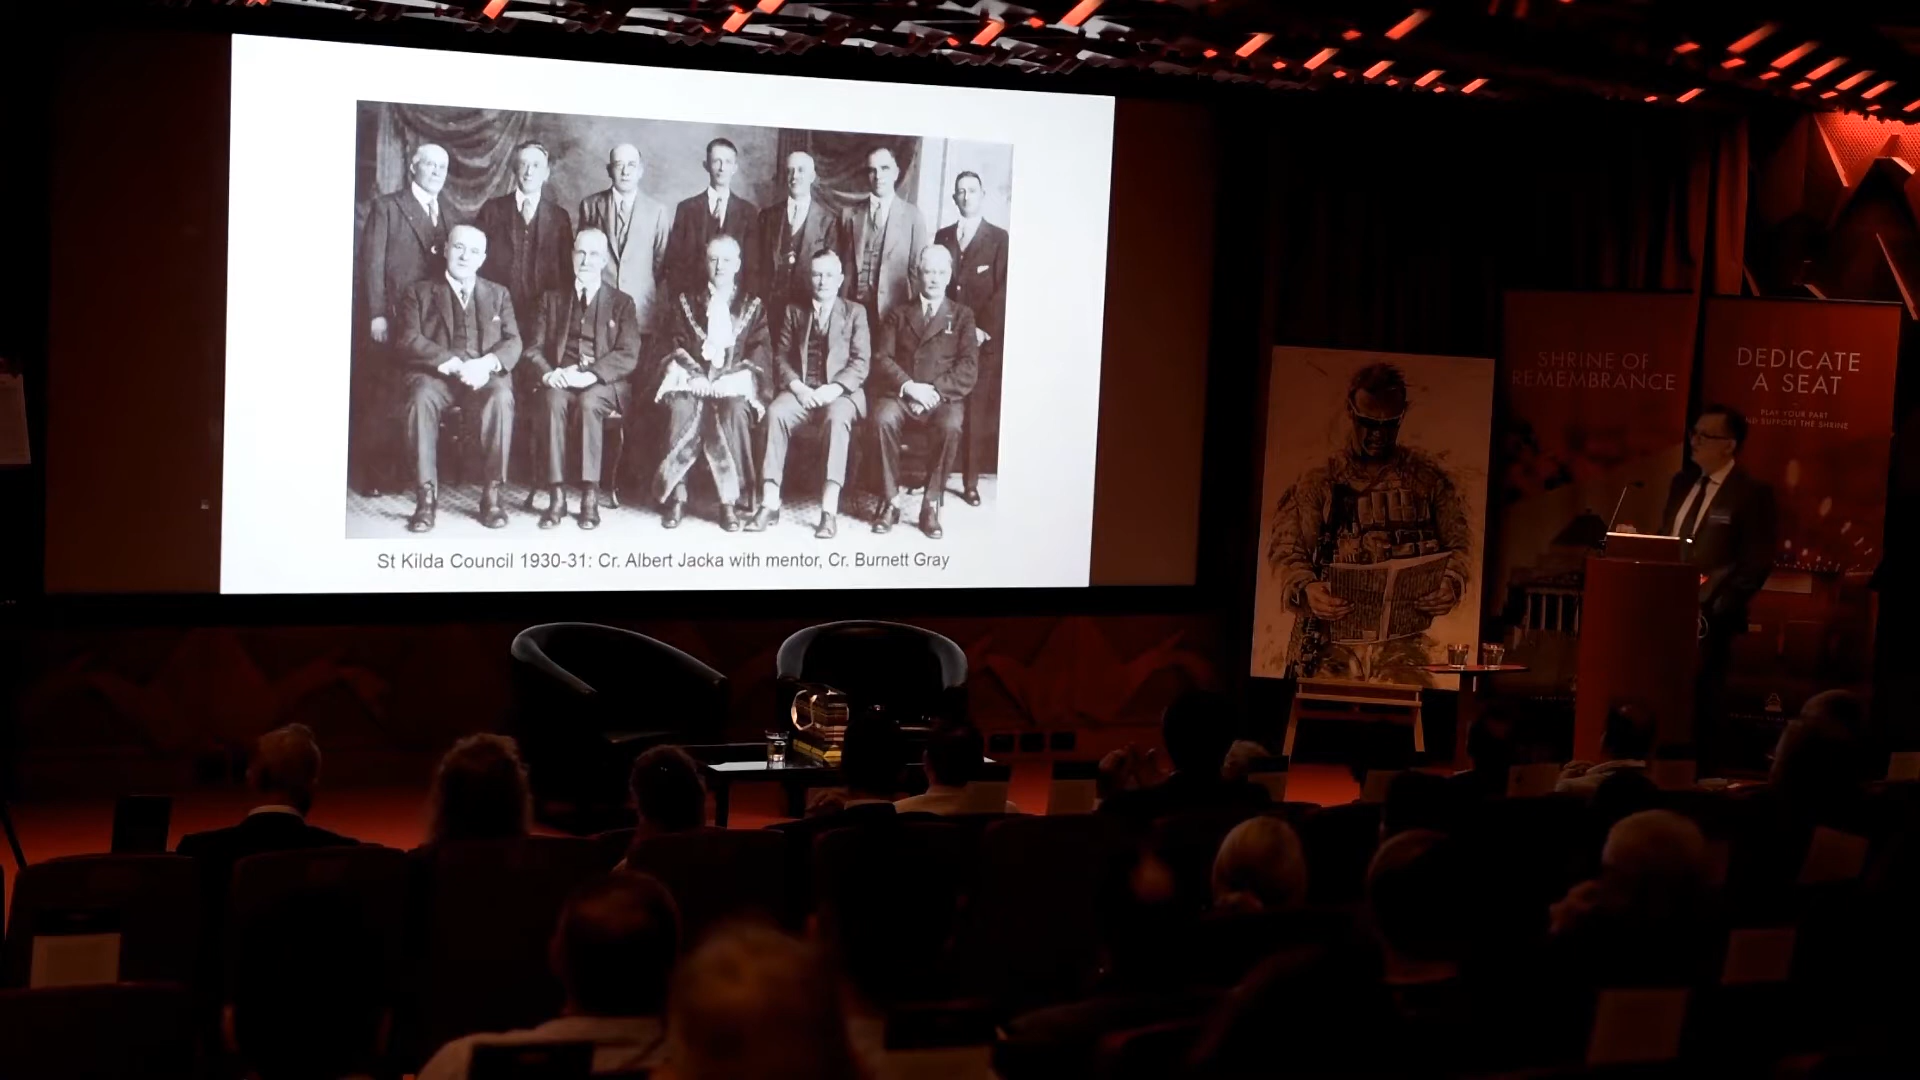 St Kilda Council 1930-31: Cr. Albert Jacka with mentor, Cr. Burnett Gray
SHRINE OF
REMEMBRANCE
DEDICATE
A SEAT
PLAY YOUR PART
AND SUPPORT THE SHRINE